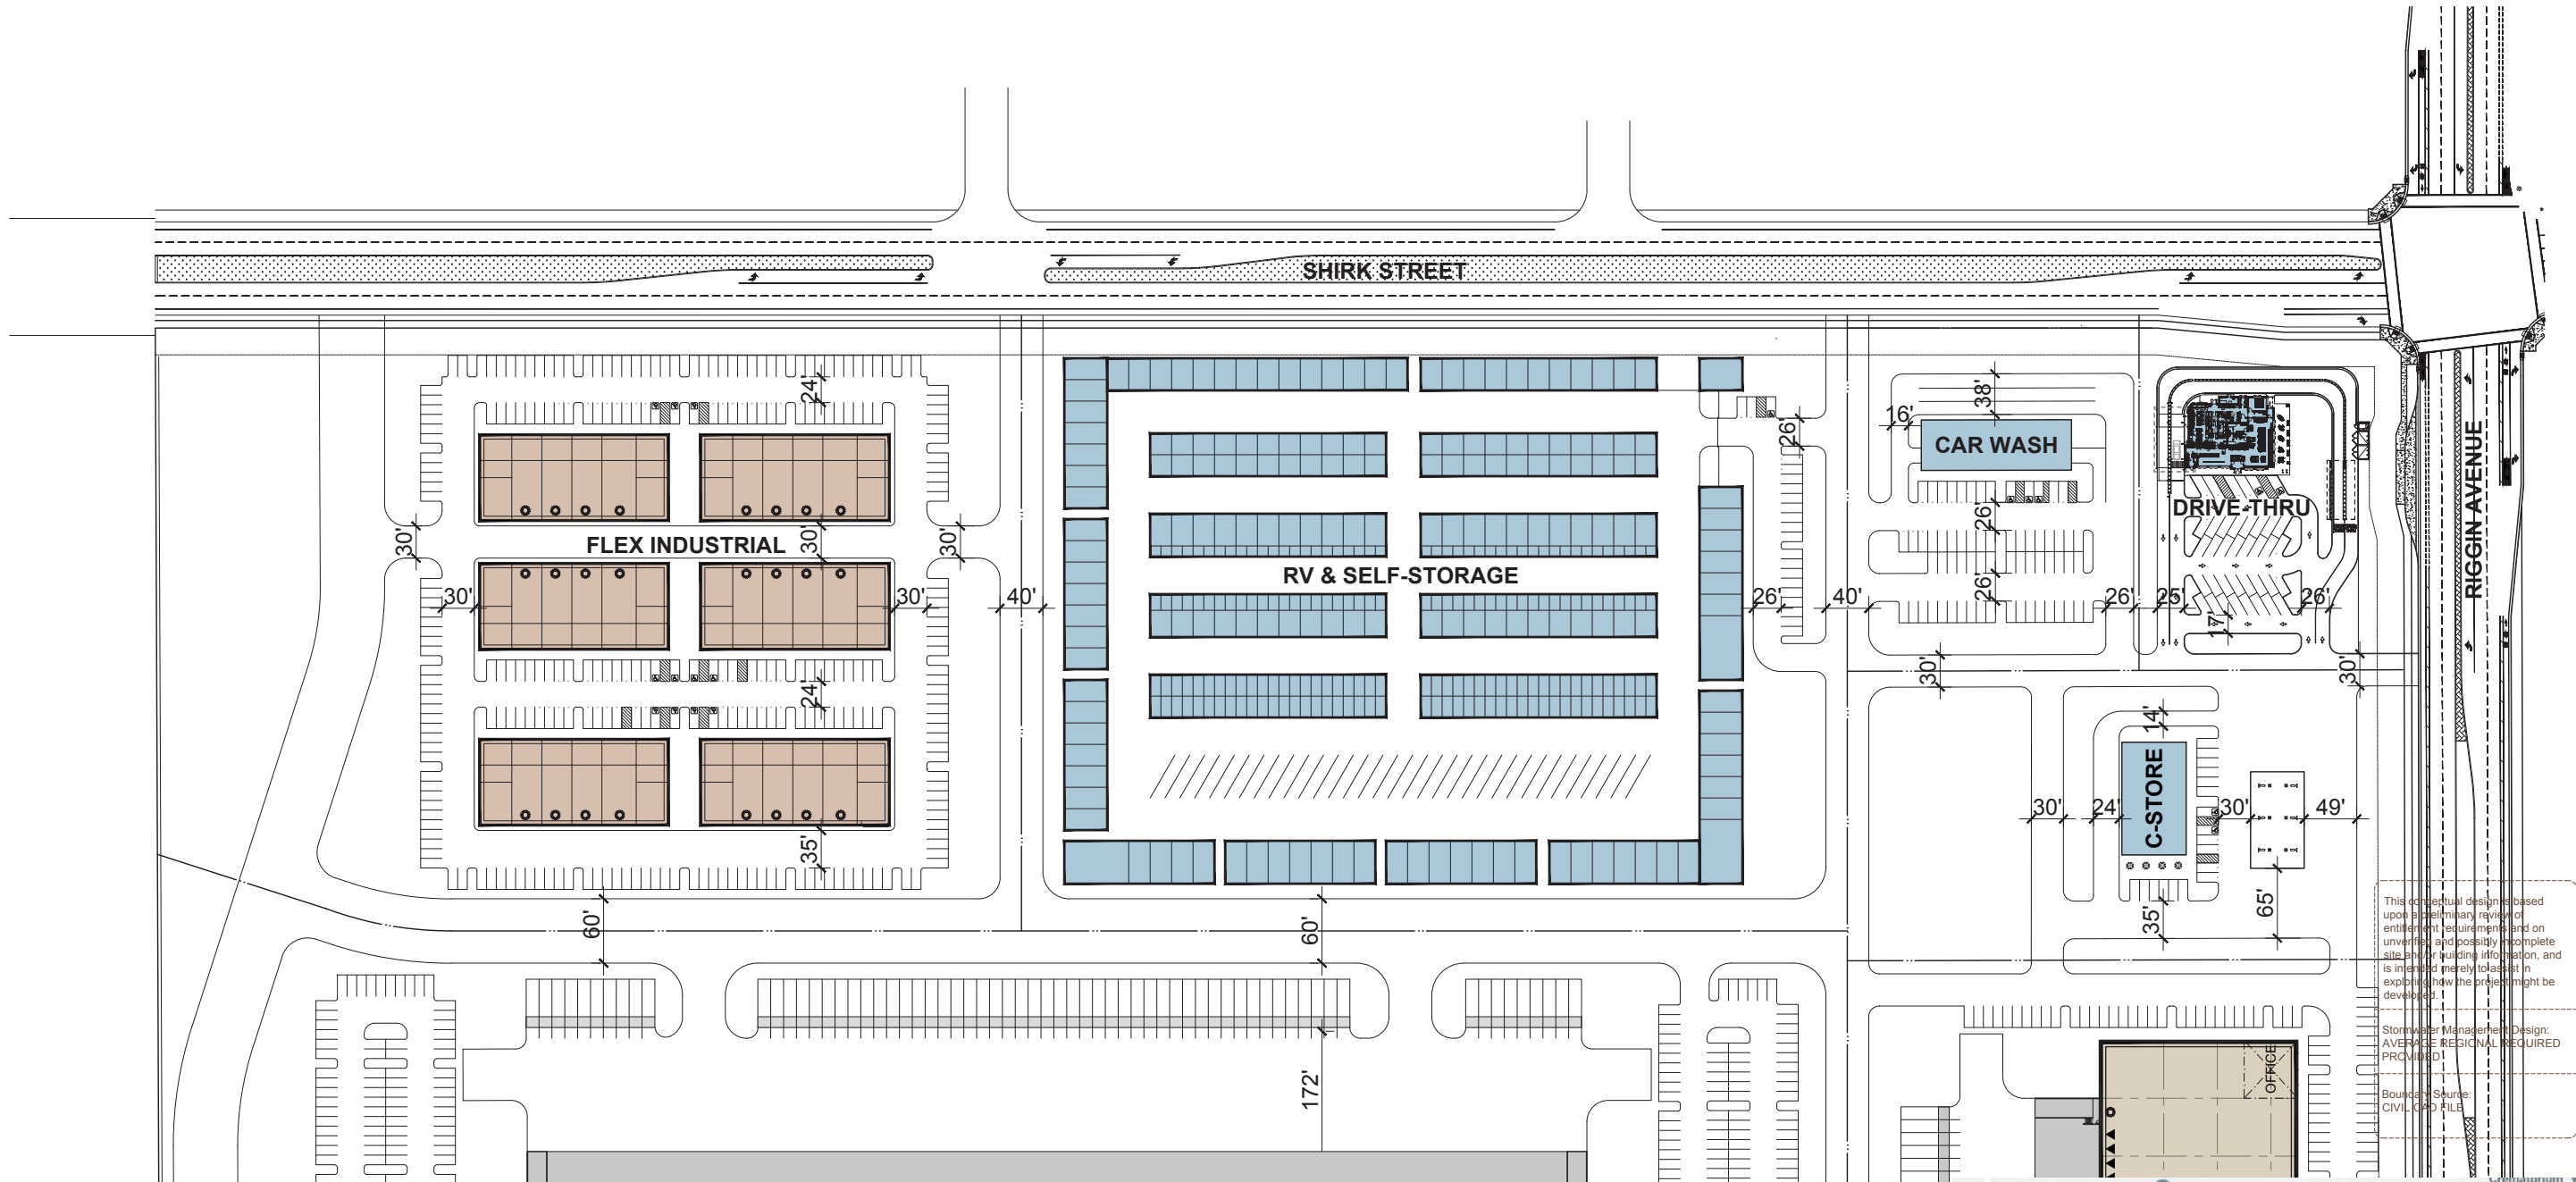 SHIRK STREET
RIGGIN AVENUE
24'
38'
16'
26'
CAR WASH
DRIVE-THRU
26'
30'
FLEX INDUSTRIAL
30'
30'
RV & SELF-STORAGE
30'
30'
40'
26'
40'
26'
26'
25'
26'
17'
24'
30'
30'
14'
C-STORE
30'
24'
30'
49'
35'
60'
60'
35'
65'
172'
OFFICE
This conceptual design is based
upon a preliminary review of
entitlement requirements and on
unverified and possibly incomplete
site and/or building information, and
is intended merely to assist in
exploring how the project might be
developed.
Stormwater Management Design:
AVERAGE REGIONAL REQUIRED
PROVIDED
Boundary Source:
CIVIL CAD FILE